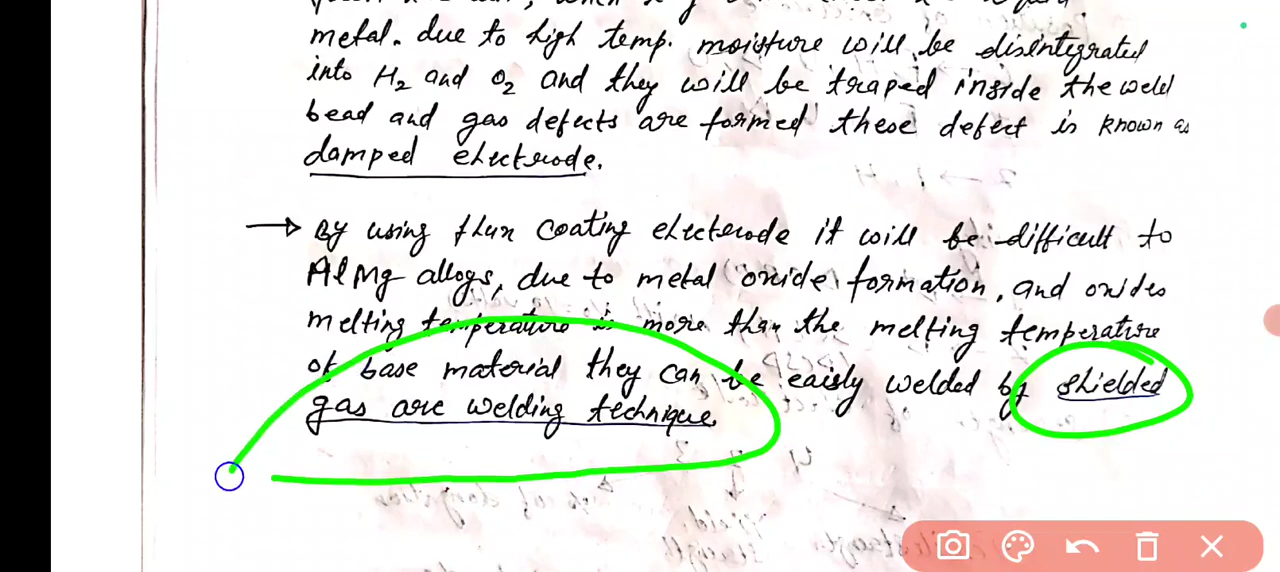 metal. due to high temp. moisture will be disintegrated
into H2 and O2 and they will be traped inside the weld
bead and gas defects are formed these defect is known as
damped electrode.
→ By using flux coating electrode it will be difficult to
Al Mg alloys, due to metal oxide formation, and oxides
melting temperature is more than the melting temperature
of base material they can be eaisly welded by shielded
gas arc welding technique.